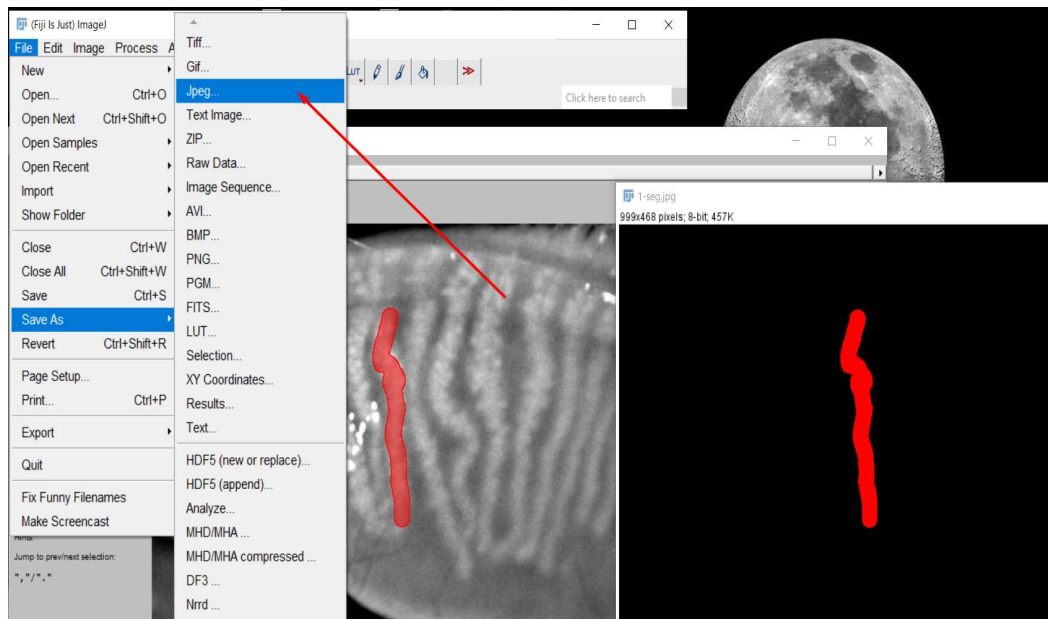 (Fiji Is Just) ImageJ
File Edit Image Process A
New
Open... Ctrl+O
Open Next Ctrl+Shift+O
Open Samples
Open Recent
Import
Show Folder
Close Ctrl+W
Close All Ctrl+Shift+W
Save Ctrl+S
Save As
Revert Ctrl+Shift+R
Page Setup...
Print... Ctrl+P
Export
Quit
Fix Funny Filenames
Make Screencast
Jump to prev/next selection:
","/"."
Tiff...
Gif...
Jpeg...
Text Image...
ZIP...
Raw Data...
Image Sequence...
AVI...
BMP...
PNG...
PGM...
FITS...
LUT...
Selection...
XY Coordinates...
Results...
Text...
HDF5 (new or replace)...
HDF5 (append)...
Analyze...
MHD/MHA ...
MHD/MHA compressed ...
DF3 ...
Nrrd ...
LUT
Click here to search
1-seg.jpg
999x468 pixels; 8-bit; 457K